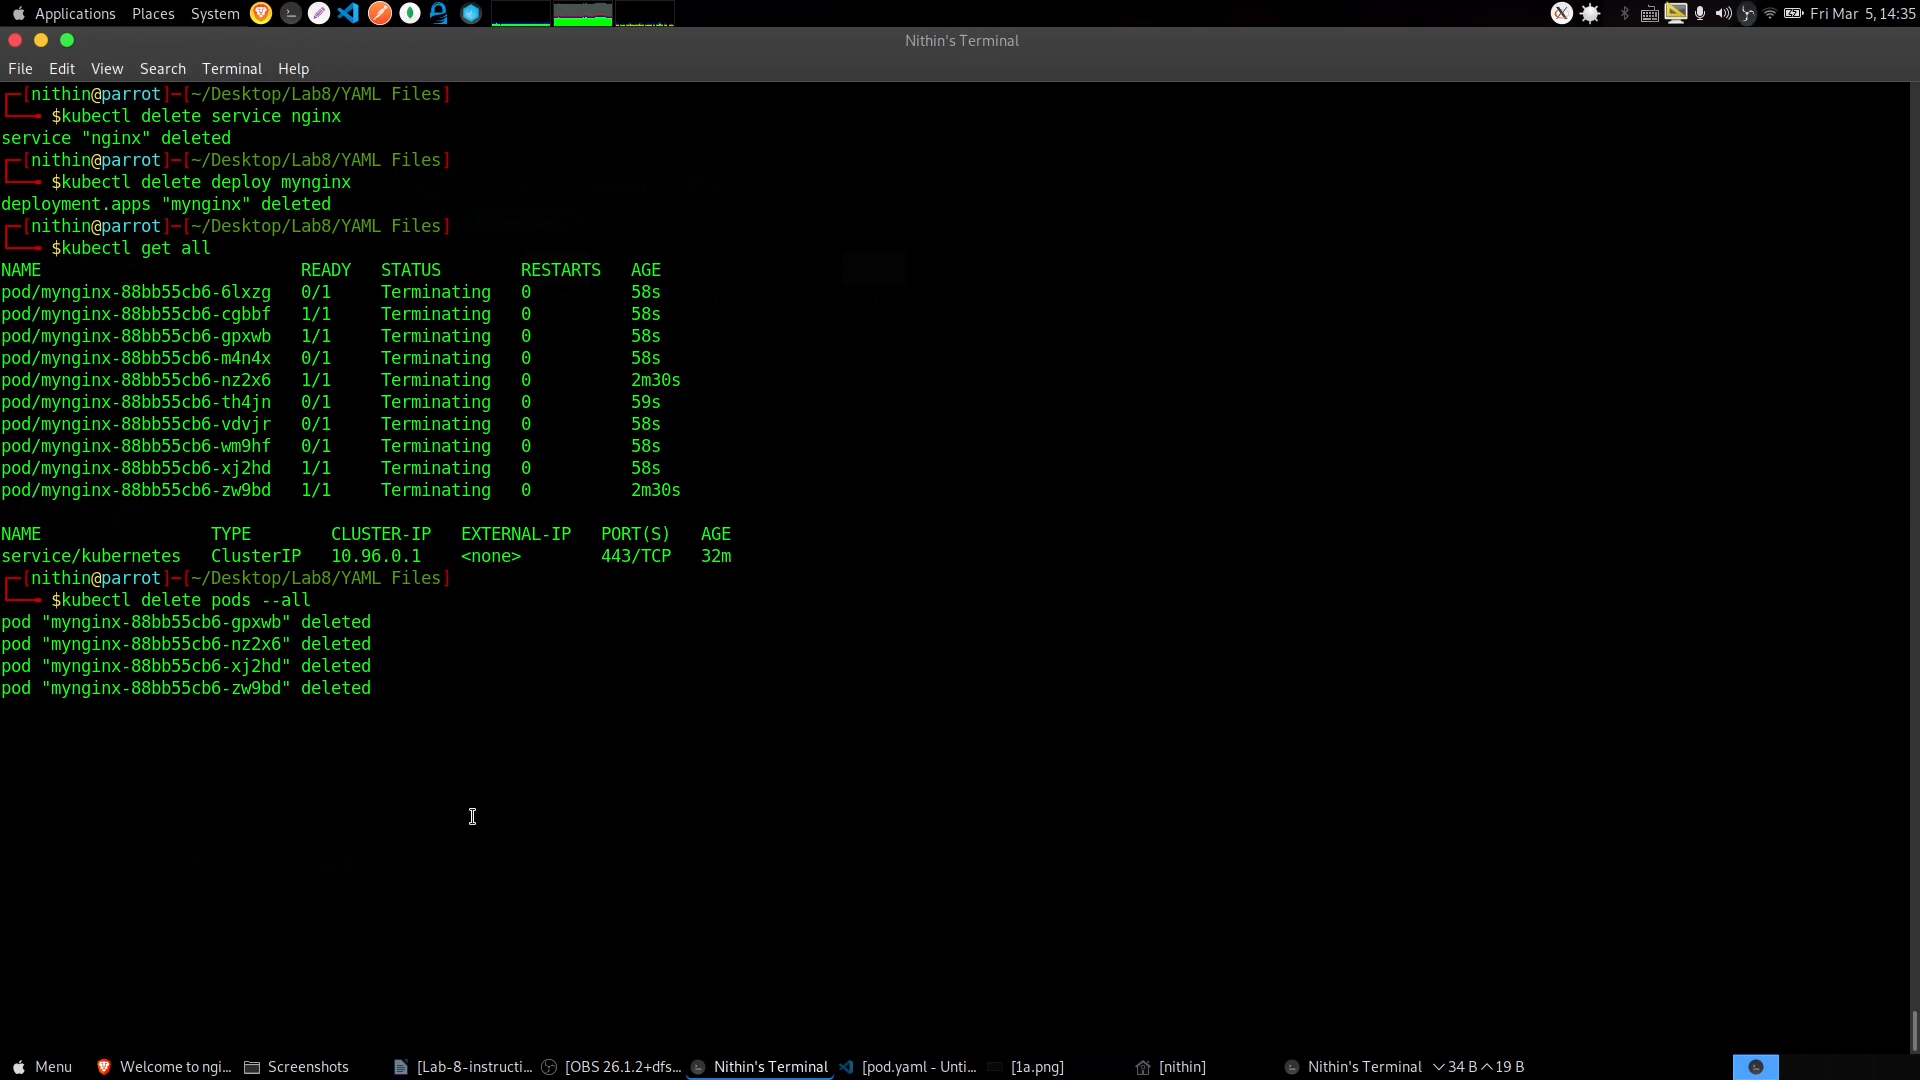 Applications Places System Fri Mar 5, 14:35
Nithin's Terminal
File Edit View Search Terminal Help
[nithin@parrot]─[~/Desktop/Lab8/YAML Files]
$kubectl delete service nginx
service "nginx" deleted
[nithin@parrot]─[~/Desktop/Lab8/YAML Files]
$kubectl delete deploy mynginx
deployment.apps "mynginx" deleted
[nithin@parrot]─[~/Desktop/Lab8/YAML Files]
$kubectl get all
NAME READY STATUS RESTARTS AGE
pod/mynginx-88bb55cb6-6lxzg 0/1 Terminating 0 58s
pod/mynginx-88bb55cb6-cgbbf 1/1 Terminating 0 58s
pod/mynginx-88bb55cb6-gpxwb 1/1 Terminating 0 58s
pod/mynginx-88bb55cb6-m4n4x 0/1 Terminating 0 58s
pod/mynginx-88bb55cb6-nz2x6 1/1 Terminating 0 2m30s
pod/mynginx-88bb55cb6-th4jn 0/1 Terminating 0 59s
pod/mynginx-88bb55cb6-vdvjr 0/1 Terminating 0 58s
pod/mynginx-88bb55cb6-wm9hf 0/1 Terminating 0 58s
pod/mynginx-88bb55cb6-xj2hd 1/1 Terminating 0 58s
pod/mynginx-88bb55cb6-zw9bd 1/1 Terminating 0 2m30s
NAME TYPE CLUSTER-IP EXTERNAL-IP PORT(S) AGE
service/kubernetes ClusterIP 10.96.0.1 <none> 443/TCP 32m
[nithin@parrot]─[~/Desktop/Lab8/YAML Files]
$kubectl delete pods --all
pod "mynginx-88bb55cb6-gpxwb" deleted
pod "mynginx-88bb55cb6-nz2x6" deleted
pod "mynginx-88bb55cb6-xj2hd" deleted
pod "mynginx-88bb55cb6-zw9bd" deleted
Menu Welcome to ngi... Screenshots [Lab-8-instructi... [OBS 26.1.2+dfs... Nithin's Terminal [pod.yaml - Unti... [1a.png] [nithin] Nithin's Terminal 34 B 19 B